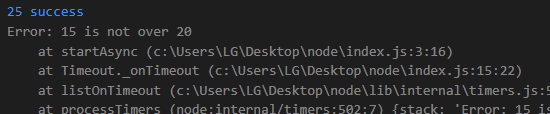 25 success
Error: 15 is not over 20
at startAsync (c:\Users\LG\Desktop\node\index.js:3:16)
at Timeout._onTimeout (c:\Users\LG\Desktop\node\index.js:15:22)
at listOnTimeout (c:\Users\LG\Desktop\node\lib\internal\timers.js:5
at processTimers (node:internal/timers:502:7) {stack: 'Error: 15 is